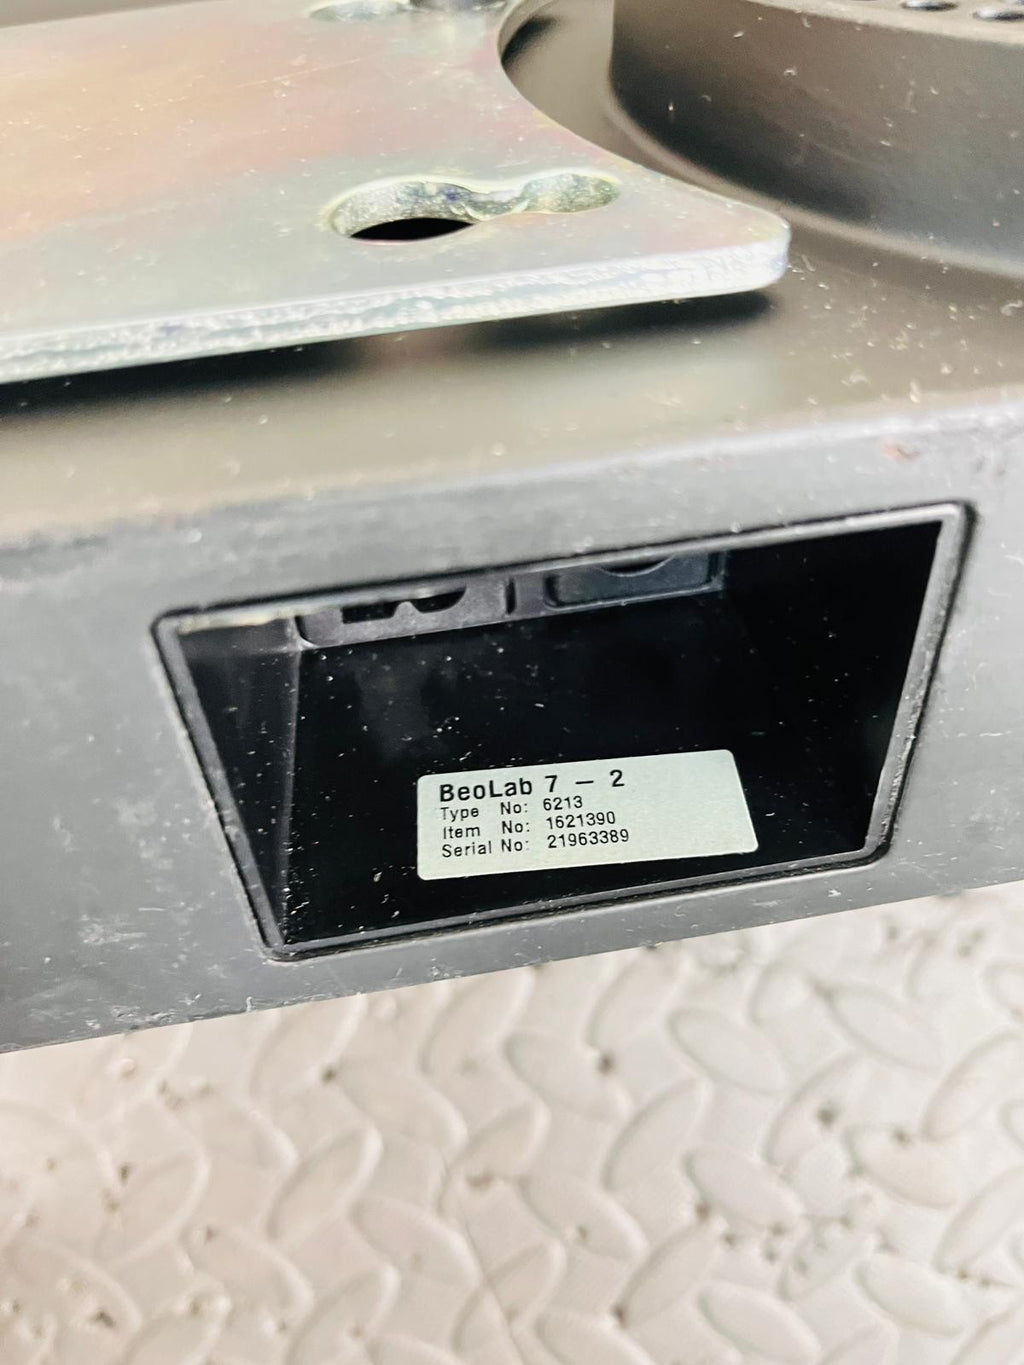 BeoLab 7 – 2
Type No: 6213
Item No: 1621390
Serial No: 21963389